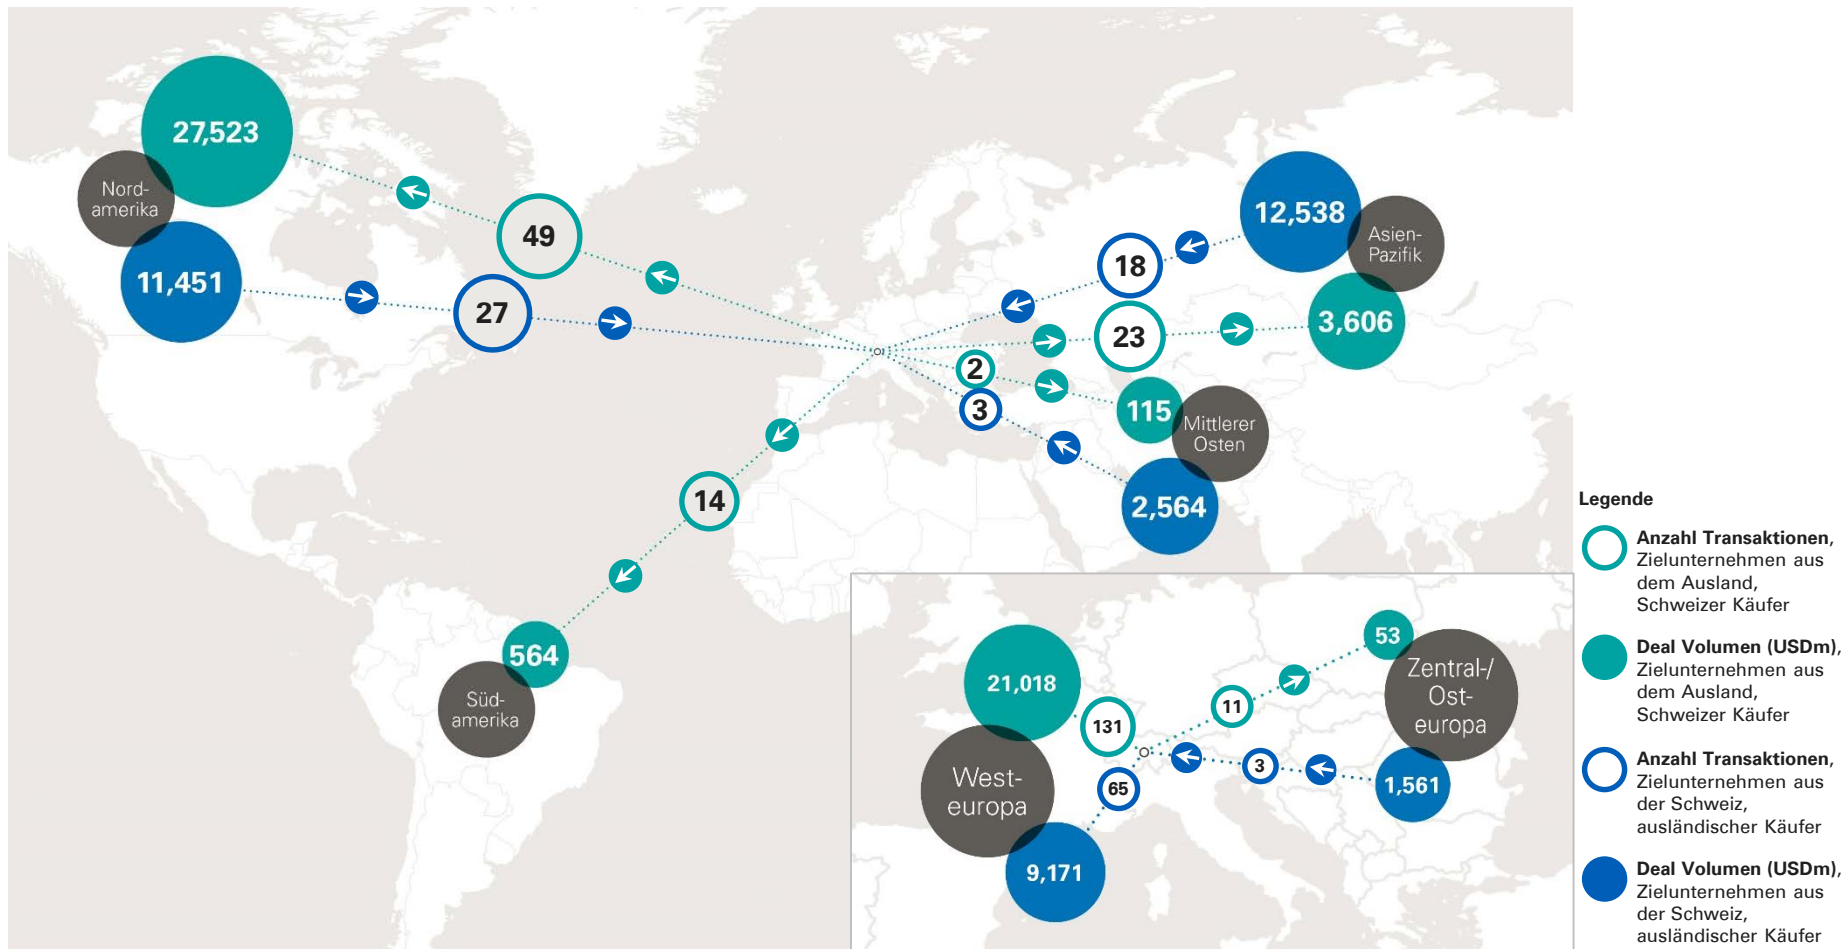 27,523
Nord-
amerika
11,451
49
27
12,538
Asien-
Pazifik
18
23
3,606
2
3
115
Mittlerer
Osten
2,564
14
564
Süd-
amerika
21,018
131
West-
europa
65
9,171
53
Zentral-/
Ost-
europa
11
3
1,561
Legende
Anzahl Transaktionen,
Zielunternehmen aus
dem Ausland,
Schweizer Käufer
Deal Volumen (USDm),
Zielunternehmen aus
dem Ausland,
Schweizer Käufer
Anzahl Transaktionen,
Zielunternehmen aus
der Schweiz,
ausländischer Käufer
Deal Volumen (USDm),
Zielunternehmen aus
der Schweiz,
ausländischer Käufer